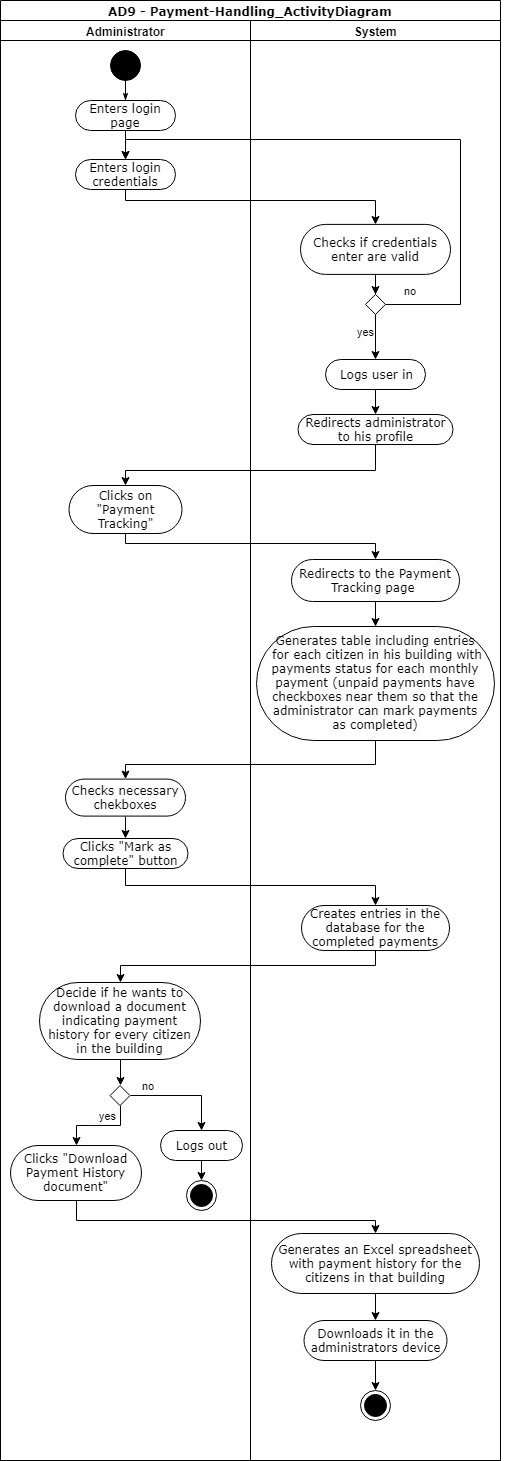 AD9 - Payment-Handling_ActivityDiagram
Administrator
System
Enters login
page
Enters login
credentials
Checks if credentials
enter are valid
no
yes
Logs user in
Redirects administrator
to his profile
Clicks on
"Payment
Tracking"
Redirects to the Payment
Tracking page
Generates table including entries
for each citizen in his building with
payments status for each monthly
payment (unpaid payments have
checkboxes near them so that the
administrator can mark payments
as completed)
Checks necessary
chekboxes
Clicks "Mark as
complete" button
Creates entries in the
database for the
completed payments
Decide if he wants to
download a document
indicating payment
history for every citizen
in the building
no
yes
Logs out
Clicks "Download
Payment History
document"
Generates an Excel spreadsheet
with payment history for the
citizens in that building
Downloads it in the
administrators device